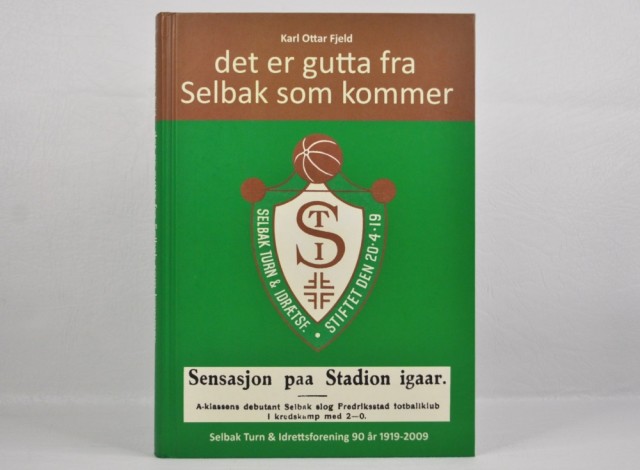 Karl Ottar Fjeld
det er gutta fra
Selbak som kommer
STI
SELBAK TURN & IDRÆTSF. • STIFTET DEN 20-4-19
Sensasjon paa Stadion igaar.
A-klassens debutant Selbak slog Fredriksstad fotballklub
i kredskamp med 2—0.
Selbak Turn & Idrettsforening 90 år 1919-2009